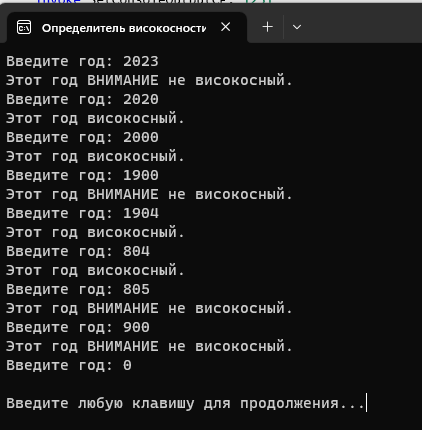 Определитель високосности
Введите год: 2023
Этот год ВНИМАНИЕ не високосный.
Введите год: 2020
Этот год високосный.
Введите год: 2000
Этот год високосный.
Введите год: 1900
Этот год ВНИМАНИЕ не високосный.
Введите год: 1904
Этот год високосный.
Введите год: 804
Этот год високосный.
Введите год: 805
Этот год ВНИМАНИЕ не високосный.
Введите год: 900
Этот год ВНИМАНИЕ не високосный.
Введите год: 0
Введите любую клавишу для продолжения...